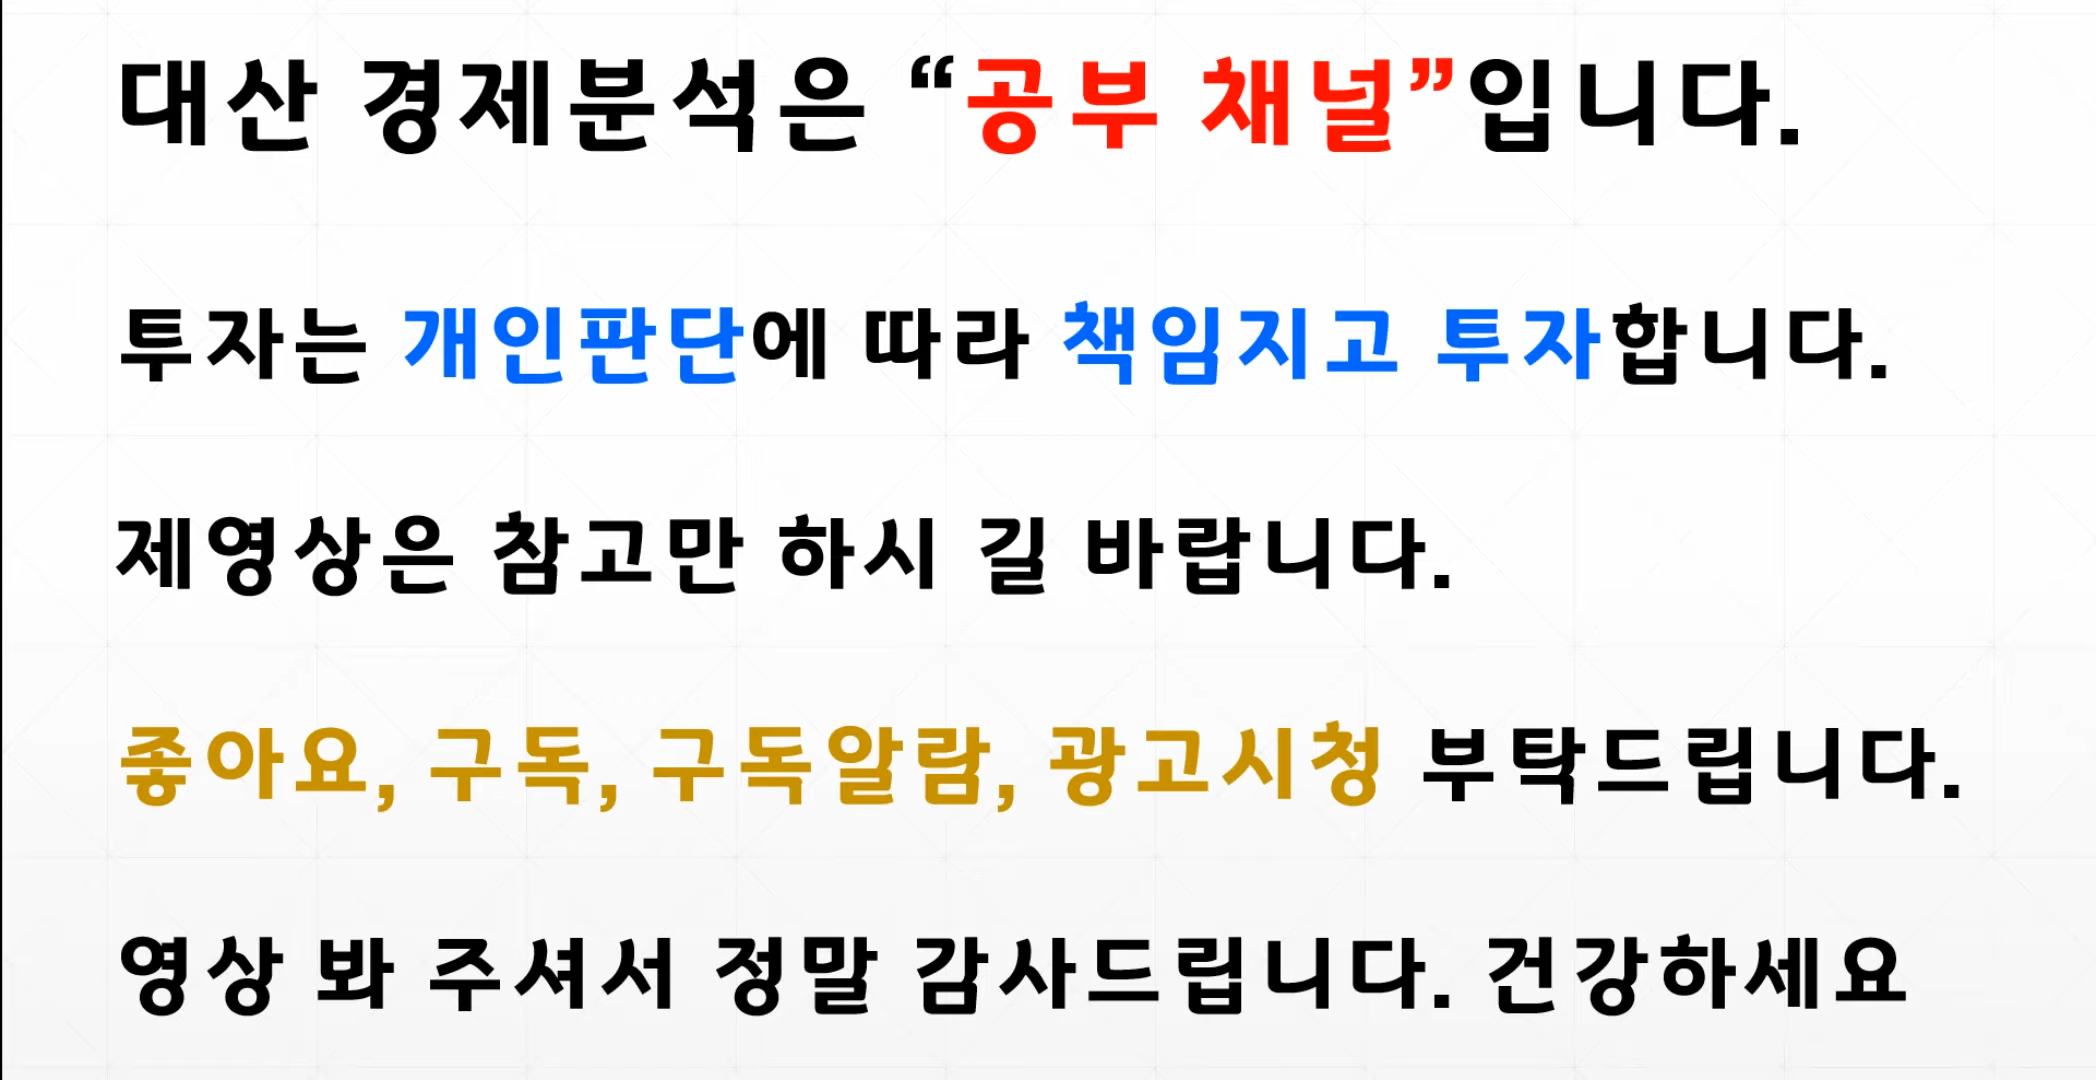 대산 경제분석은 “공부 채널”입니다.
투자는 개인판단에 따라 책임지고 투자합니다.
제영상은 참고만 하시 길 바랍니다.
좋아요, 구독, 구독알람, 광고시청 부탁드립니다.
영상 봐 주셔서 정말 감사드립니다. 건강하세요